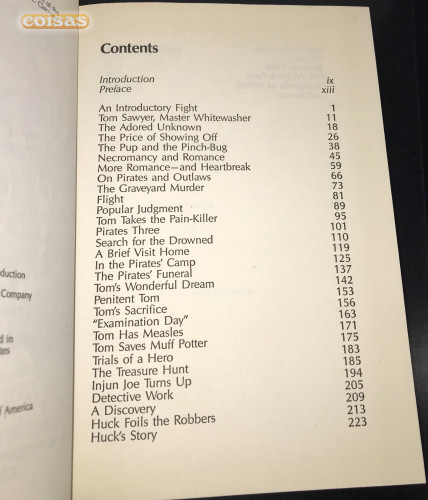 coisas
Contents
Introduction ix
Preface xiii
An Introductory Fight 1
Tom Sawyer, Master Whitewasher 11
The Adored Unknown 18
The Price of Showing Off 26
The Pup and the Pinch-Bug 38
Necromancy and Romance 45
More Romance—and Heartbreak 59
On Pirates and Outlaws 66
The Graveyard Murder 73
Flight 81
Popular Judgment 89
Tom Takes the Pain-Killer 95
Pirates Three 101
Search for the Drowned 110
A Brief Visit Home 119
In the Pirates' Camp 125
The Pirates' Funeral 137
Tom's Wonderful Dream 142
Penitent Tom 153
Tom's Sacrifice 156
"Examination Day" 163
Tom Has Measles 171
Tom Saves Muff Potter 175
Trials of a Hero 183
The Treasure Hunt 185
Injun Joe Turns Up 194
Detective Work 205
A Discovery 209
Huck Foils the Robbers 213
Huck's Story 223
duction
Company
d in
tes
America